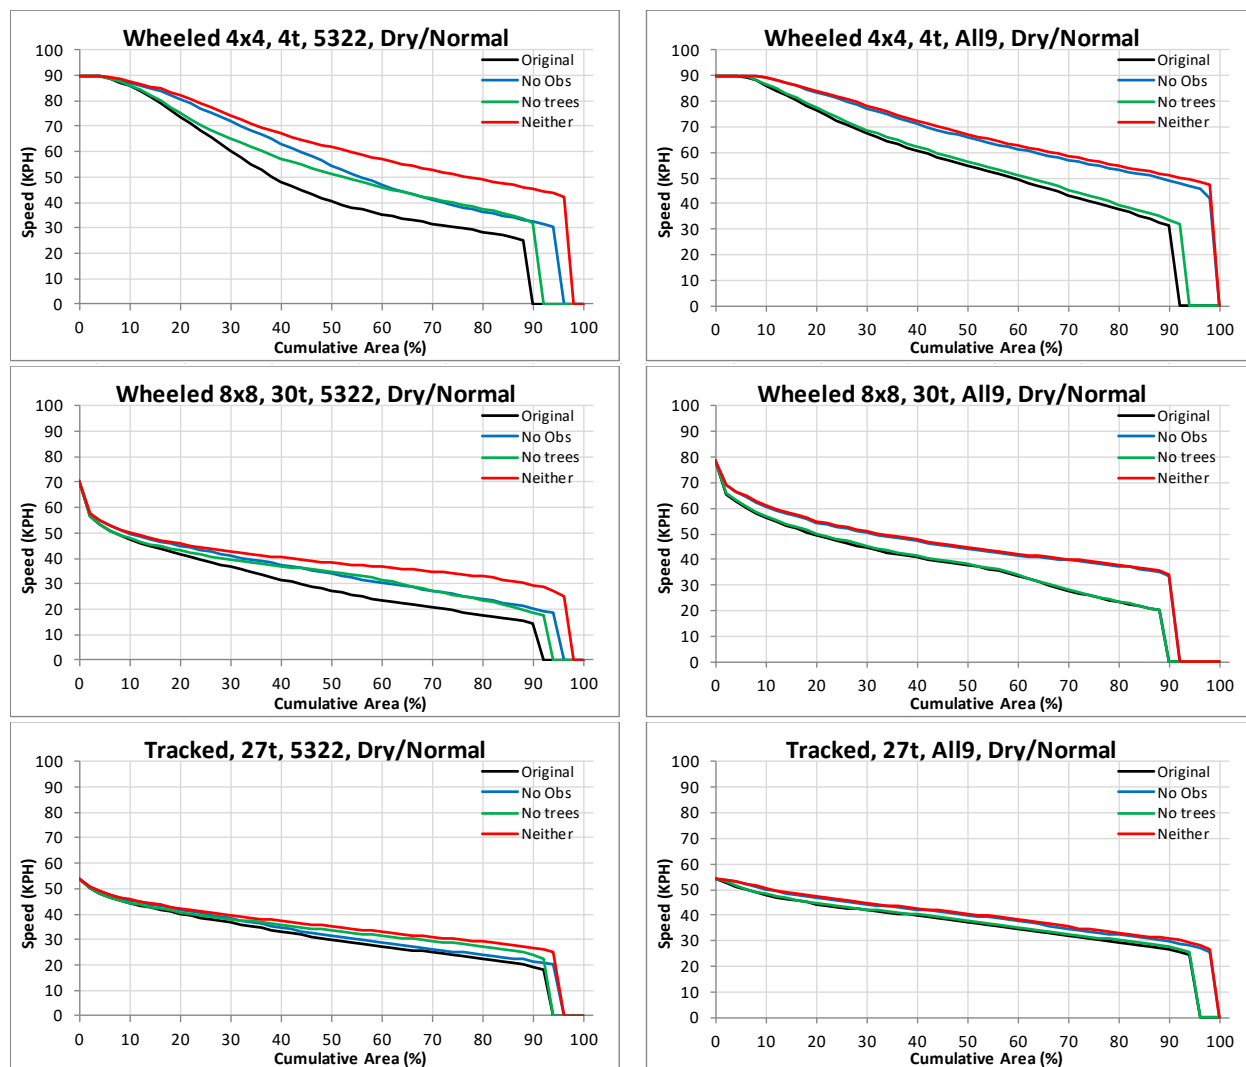 Wheeled 4x4, 4t, 5322, Dry/Normal
Original
No Obs
No trees
Neither
Speed (KPH)
100
90
80
70
60
50
40
30
20
10
0
0 10 20 30 40 50 60 70 80 90 100
Cumulative Area (%)
Wheeled 4x4, 4t, All9, Dry/Normal
Original
No Obs
No trees
Neither
Speed (KPH)
100
90
80
70
60
50
40
30
20
10
0
0 10 20 30 40 50 60 70 80 90 100
Cumulative Area (%)
Wheeled 8x8, 30t, 5322, Dry/Normal
Original
No Obs
No trees
Neither
Speed (KPH)
100
90
80
70
60
50
40
30
20
10
0
0 10 20 30 40 50 60 70 80 90 100
Cumulative Area (%)
Wheeled 8x8, 30t, All9, Dry/Normal
Original
No Obs
No trees
Neither
Speed (KPH)
100
90
80
70
60
50
40
30
20
10
0
0 10 20 30 40 50 60 70 80 90 100
Cumulative Area (%)
Tracked, 27t, 5322, Dry/Normal
Original
No Obs
No trees
Neither
Speed (KPH)
100
90
80
70
60
50
40
30
20
10
0
0 10 20 30 40 50 60 70 80 90 100
Cumulative Area (%)
Tracked, 27t, All9, Dry/Normal
Original
No Obs
No trees
Neither
Speed (KPH)
100
90
80
70
60
50
40
30
20
10
0
0 10 20 30 40 50 60 70 80 90 100
Cumulative Area (%)